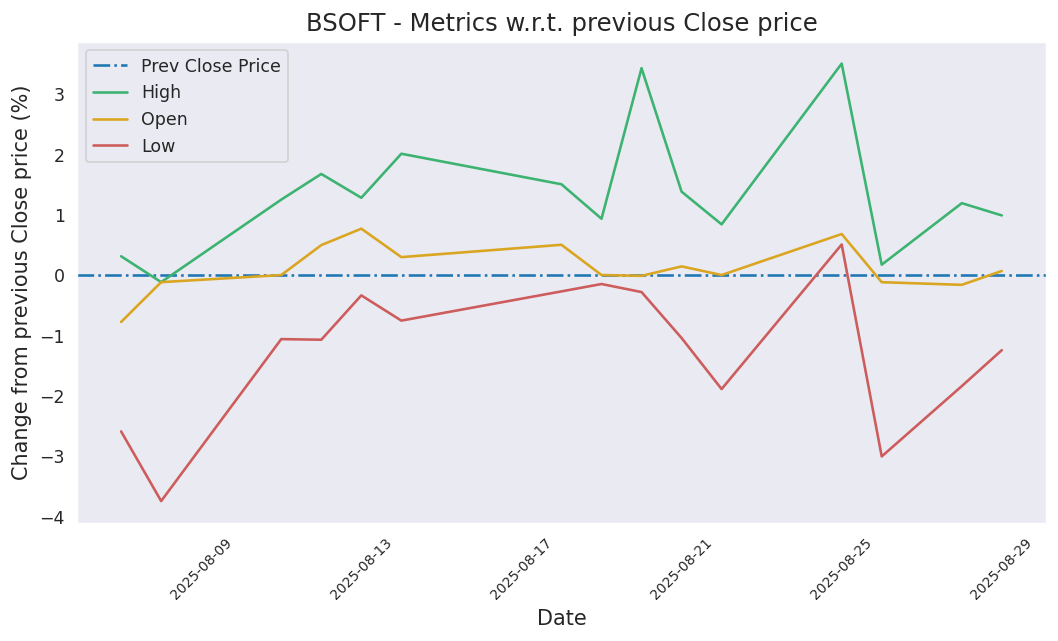 BSOFT - Metrics w.r.t. previous Close price
Prev Close Price
High
Open
Low
Change from previous Close price (%)
3
2
1
0
−1
−2
−3
−4
2025-08-09
2025-08-13
2025-08-17
2025-08-21
2025-08-25
2025-08-29
Date